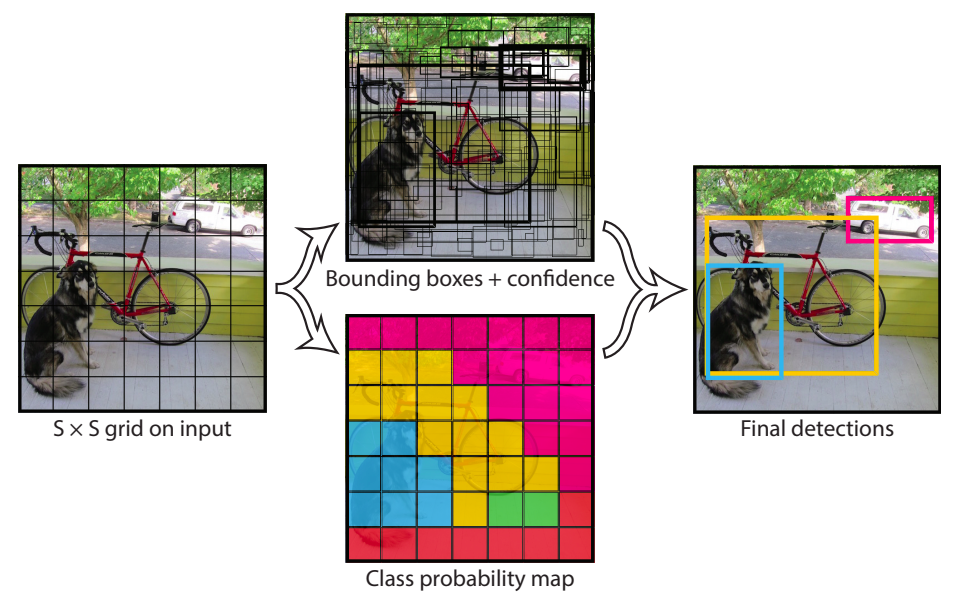 S × S grid on input
Bounding boxes + confidence
Class probability map
Final detections